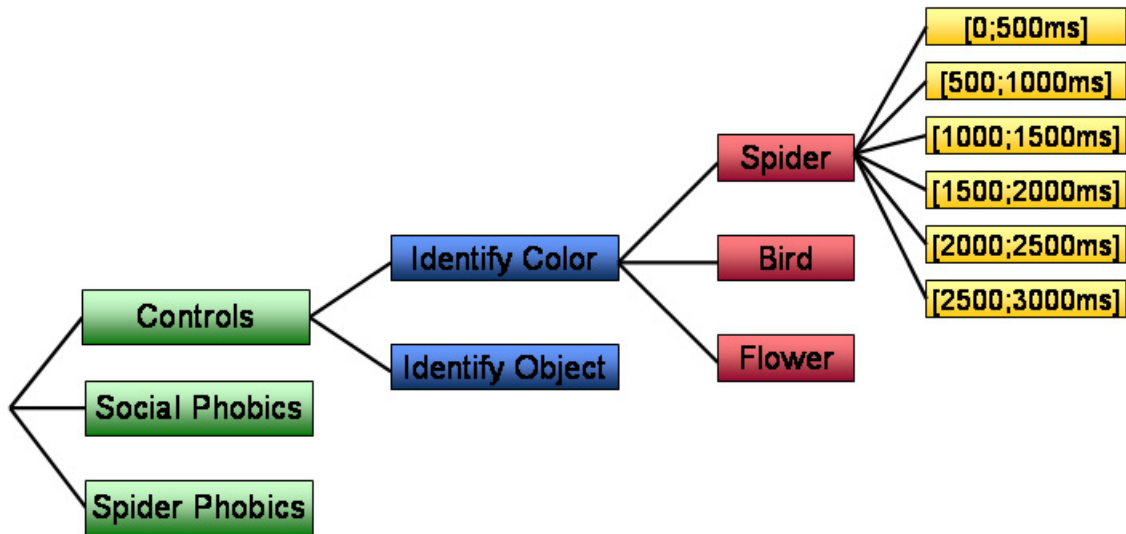 Controls
Social Phobics
Spider Phobics
Identify Color
Identify Object
Spider
Bird
Flower
[0;500ms]
[500;1000ms]
[1000;1500ms]
[1500;2000ms]
[2000;2500ms]
[2500;3000ms]